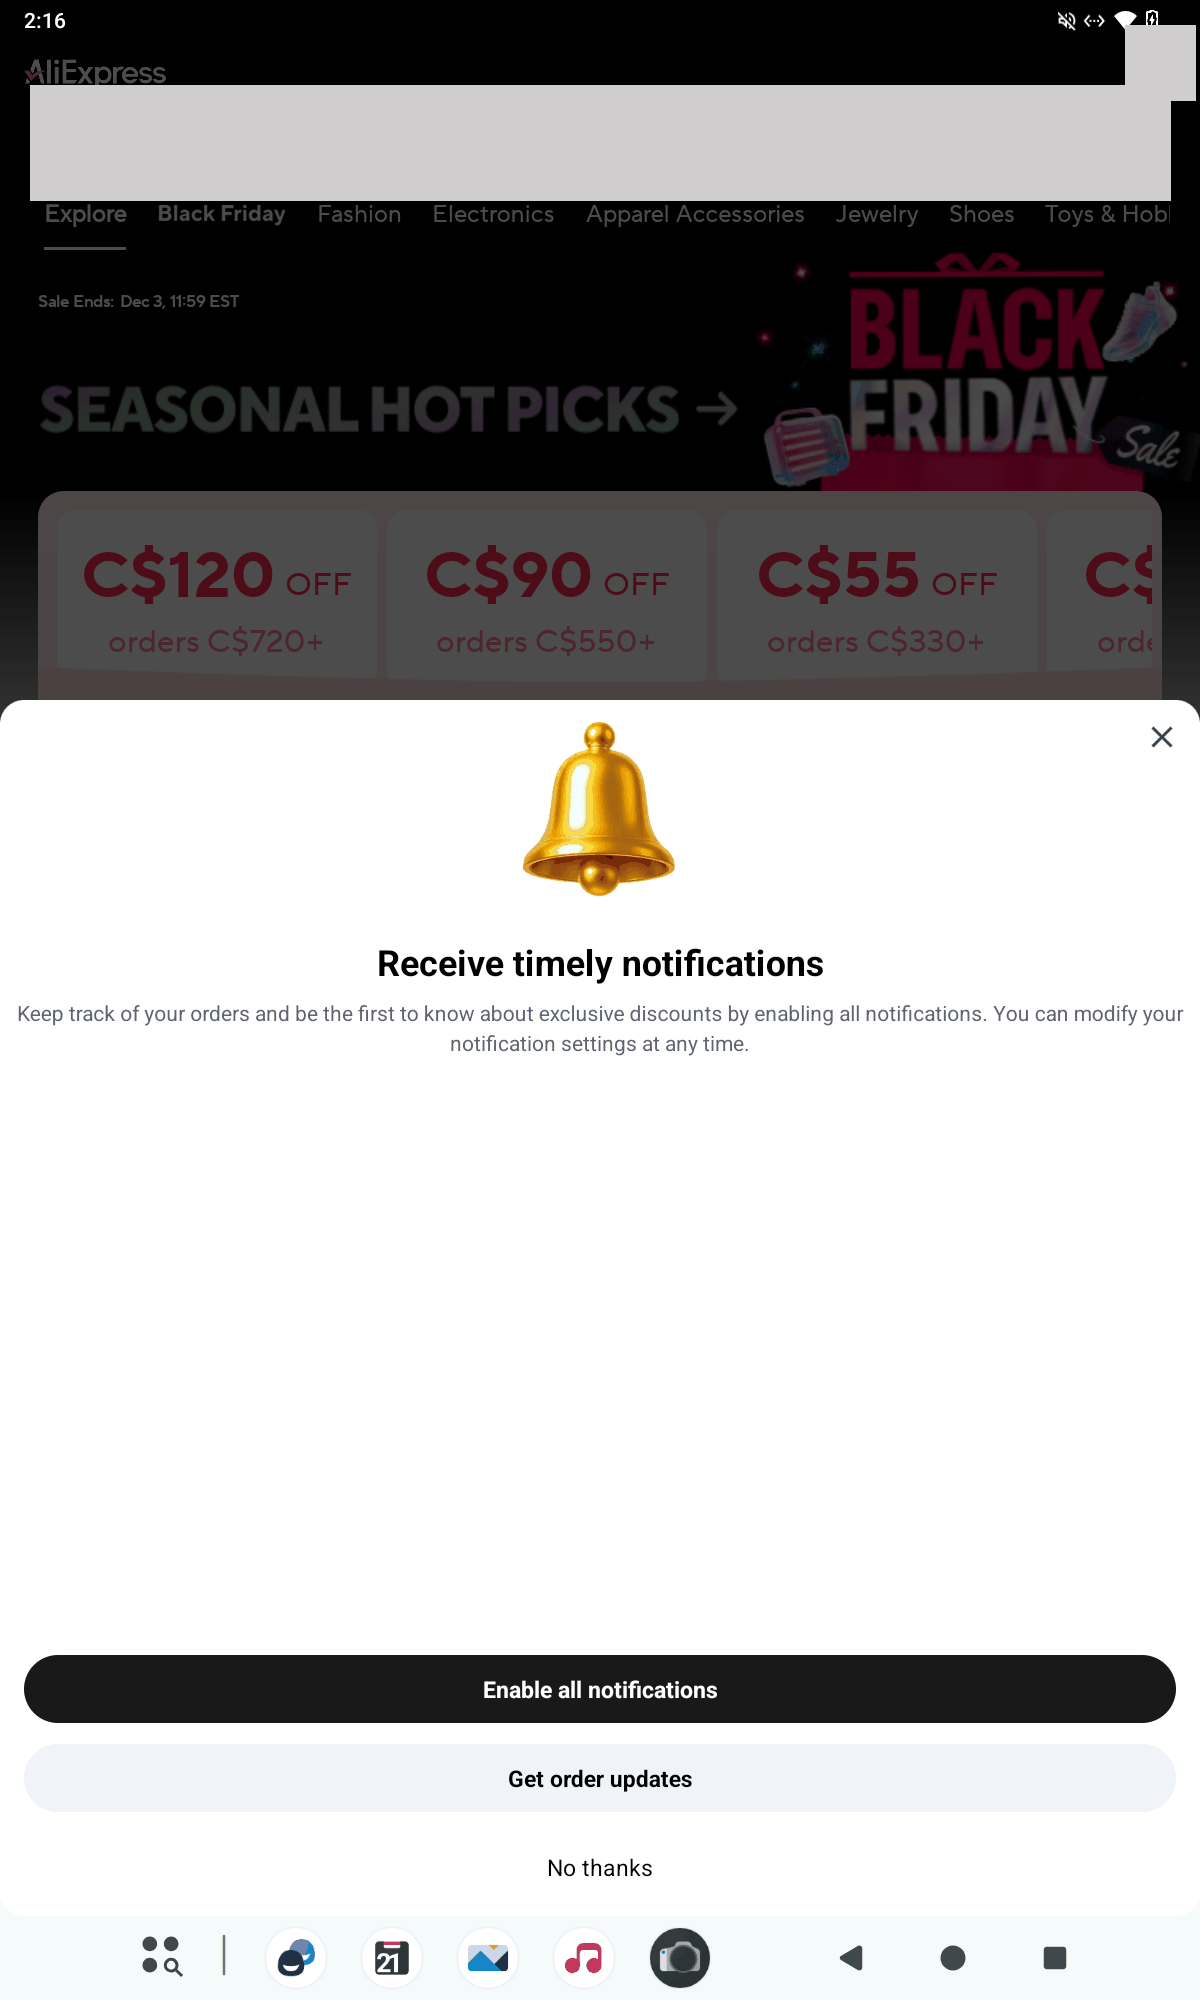 2:16
AliExpress
Explore Black Friday Fashion Electronics Apparel Accessories Jewelry Shoes Toys &
Sale Ends: Dec 3, 11:59 EST
SEASONAL HOT PICKS →
BLACK
FRIDAY
Sale
C$120 OFF
orders C$720+
C$90 OFF
orders C$550+
C$55 OFF
orders C$330+
C$
Receive timely notifications
Keep track of your orders and be the first to know about exclusive discounts by enabling all notifications. You can modify your
notification settings at any time.
Enable all notifications
Get order updates
No thanks
21